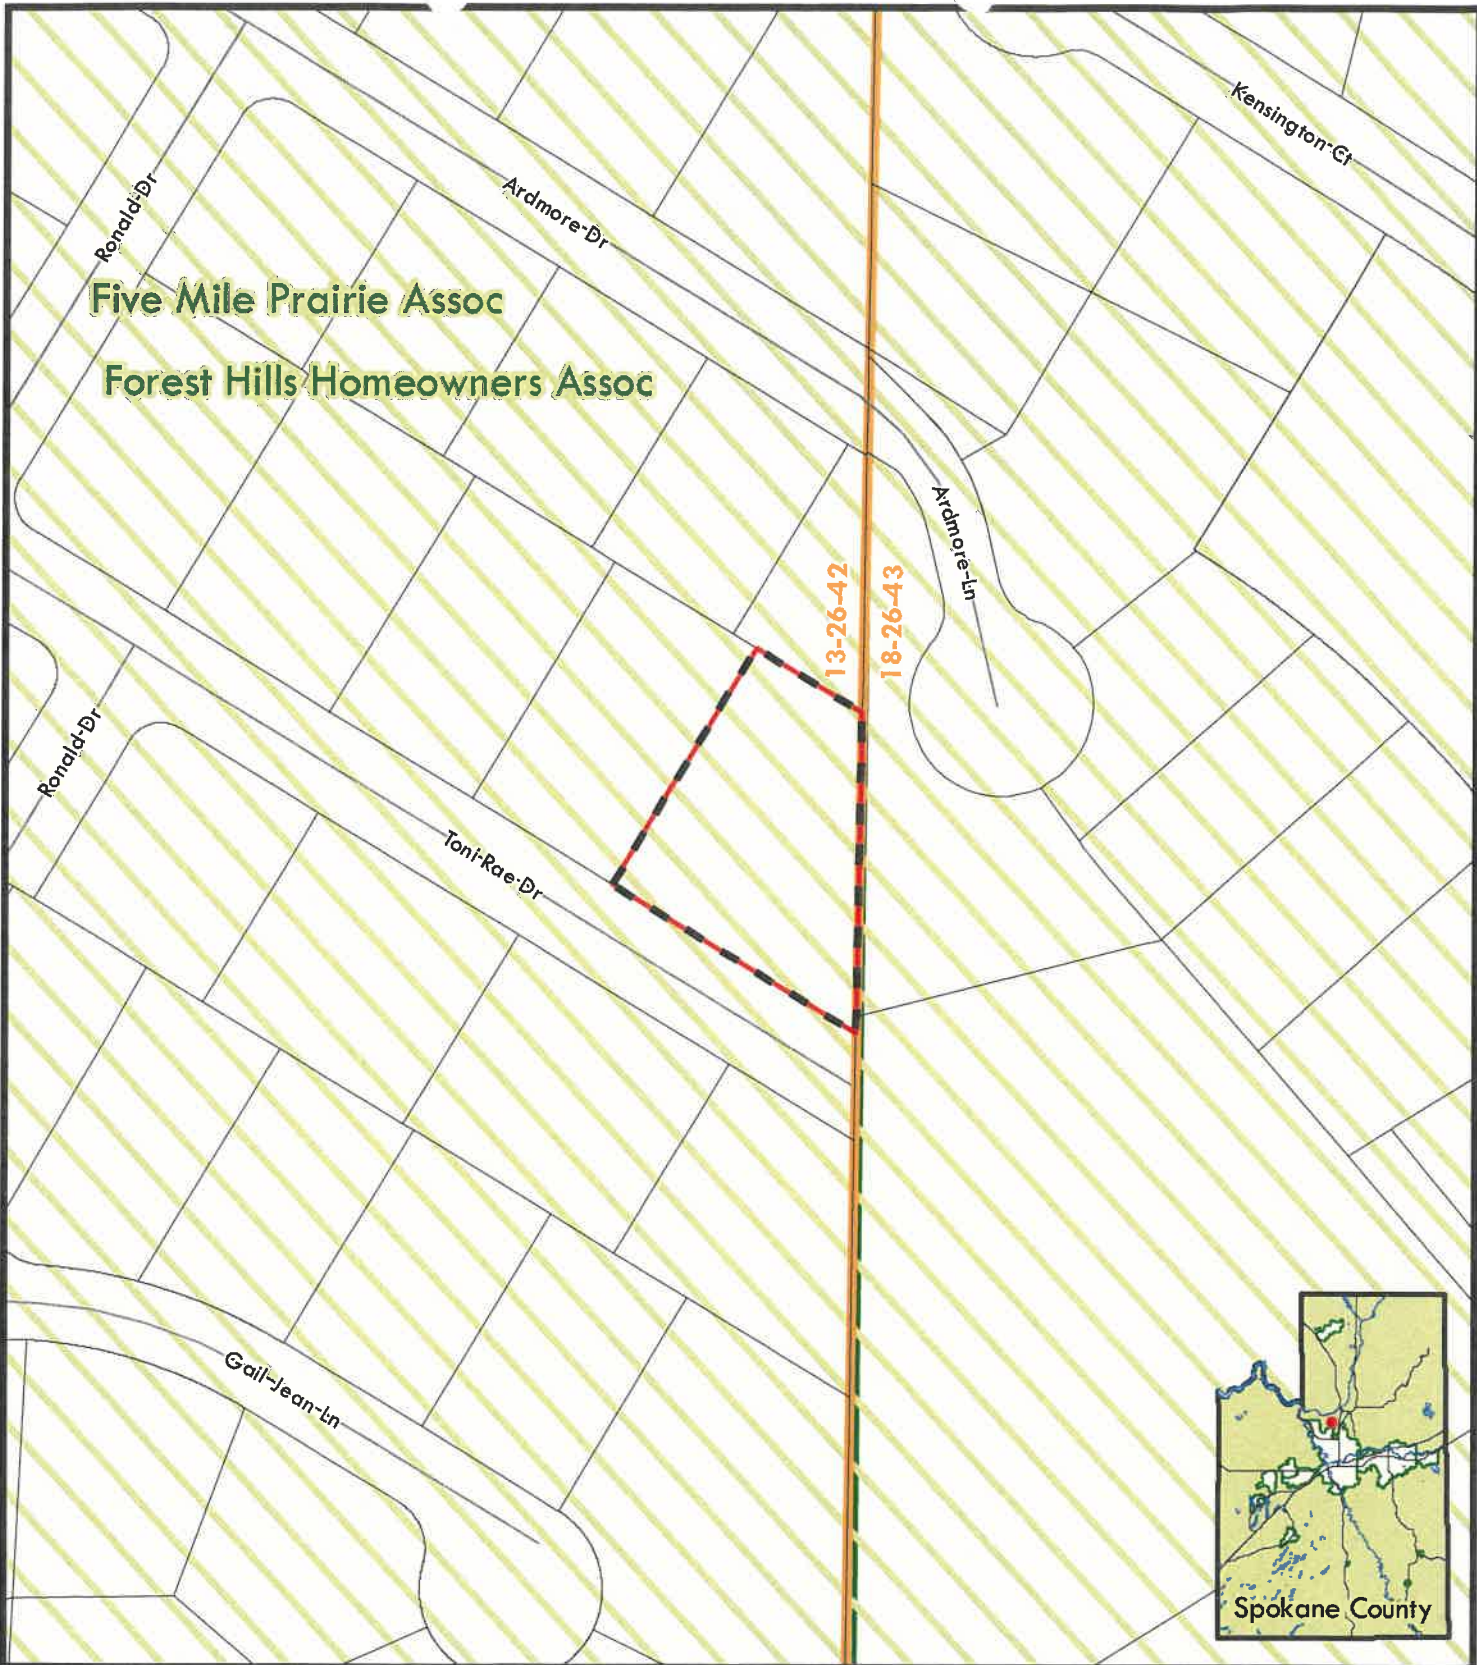 Kensington Ct
Ardmore-Dr
Ronald-Dr
Five Mile Prairie Assoc
Forest Hills Homeowners Assoc
Ardmore-Ln
13-26-42
18-26-43
Ronald-Dr
Toni-Rae-Dr
Gail-Jean-Ln
Spokane County